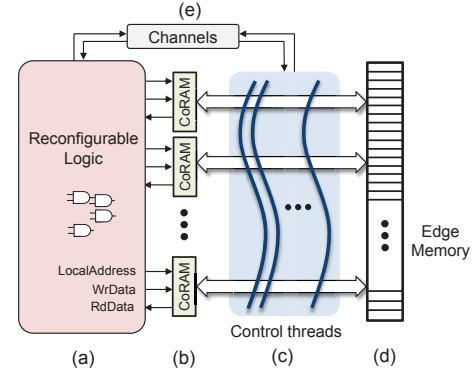 (e)
Channels
Reconfigurable
Logic
CoRAM
CoRAM
CoRAM
LocalAddress
WrData
RdData
Edge
Memory
Control threads
(a)
(b)
(c)
(d)